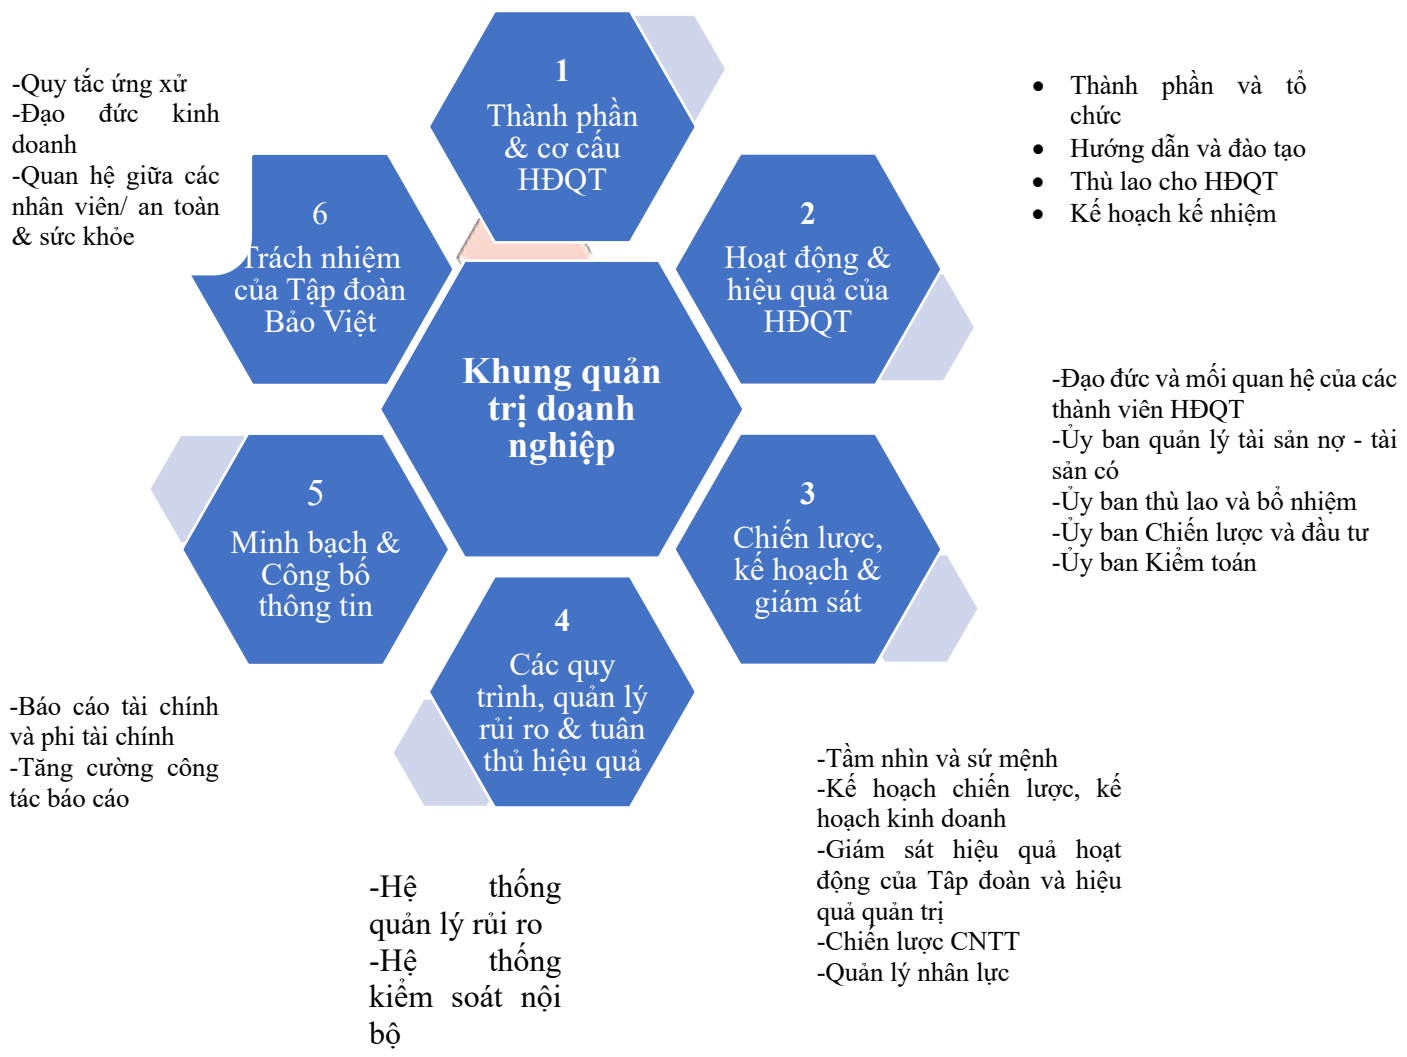 1
Thành phần
& cơ cấu
HĐQT
-Quy tắc ứng xử
-Đạo đức kinh
doanh
-Quan hệ giữa các
nhân viên/ an toàn
& sức khỏe
• Thành phần và tổ
chức
• Hướng dẫn và đào tạo
• Thù lao cho HĐQT
• Kế hoạch kế nhiệm
6
Trách nhiệm
của Tập đoàn
Bảo Việt
2
Hoạt động &
hiệu quả của
HĐQT
Khung quản
trị doanh
nghiệp
-Đạo đức và mối quan hệ của các
thành viên HĐQT
-Ủy ban quản lý tài sản nợ - tài
sản có
-Ủy ban thù lao và bổ nhiệm
-Ủy ban Chiến lược và đầu tư
-Ủy ban Kiểm toán
5
Minh bạch &
Công bố
thông tin
3
Chiến lược,
kế hoạch &
giám sát
4
Các quy
trình, quản lý
rủi ro & tuân
thủ hiệu quả
-Báo cáo tài chính
và phi tài chính
-Tăng cường công
tác báo cáo
-Tầm nhìn và sứ mệnh
-Kế hoạch chiến lược, kế
hoạch kinh doanh
-Giám sát hiệu quả hoạt
động của Tâp đoàn và hiệu
quả quản trị
-Chiến lược CNTT
-Quản lý nhân lực
-Hệ thống
quản lý rủi ro
-Hệ thống
kiểm soát nội
bộ